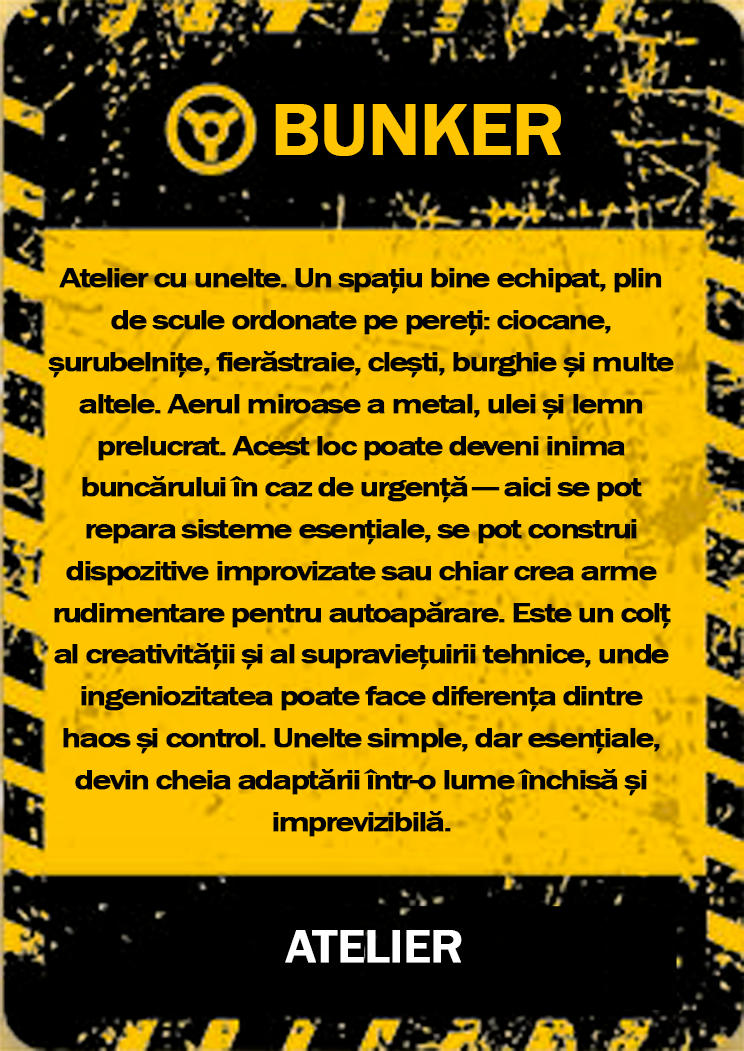 BUNKER
Atelier cu unelte. Un spațiu bine echipat, plin
de scule ordonate pe pereți: ciocane,
șurubelnițe, fierăstraie, clești, burghie și multe
altele. Aerul miroase a metal, ulei și lemn
prelucrat. Acest loc poate deveni inima
buncărului în caz de urgență — aici se pot
repara sisteme esențiale, se pot construi
dispozitive improvizate sau chiar crea arme
rudimentare pentru autoapărare. Este un colț
al creativității și al supraviețuirii tehnice, unde
ingeniozitatea poate face diferența dintre
haos și control. Unelte simple, dar esențiale,
devin cheia adaptării într-o lume închisă și
imprevizibilă.
ATELIER